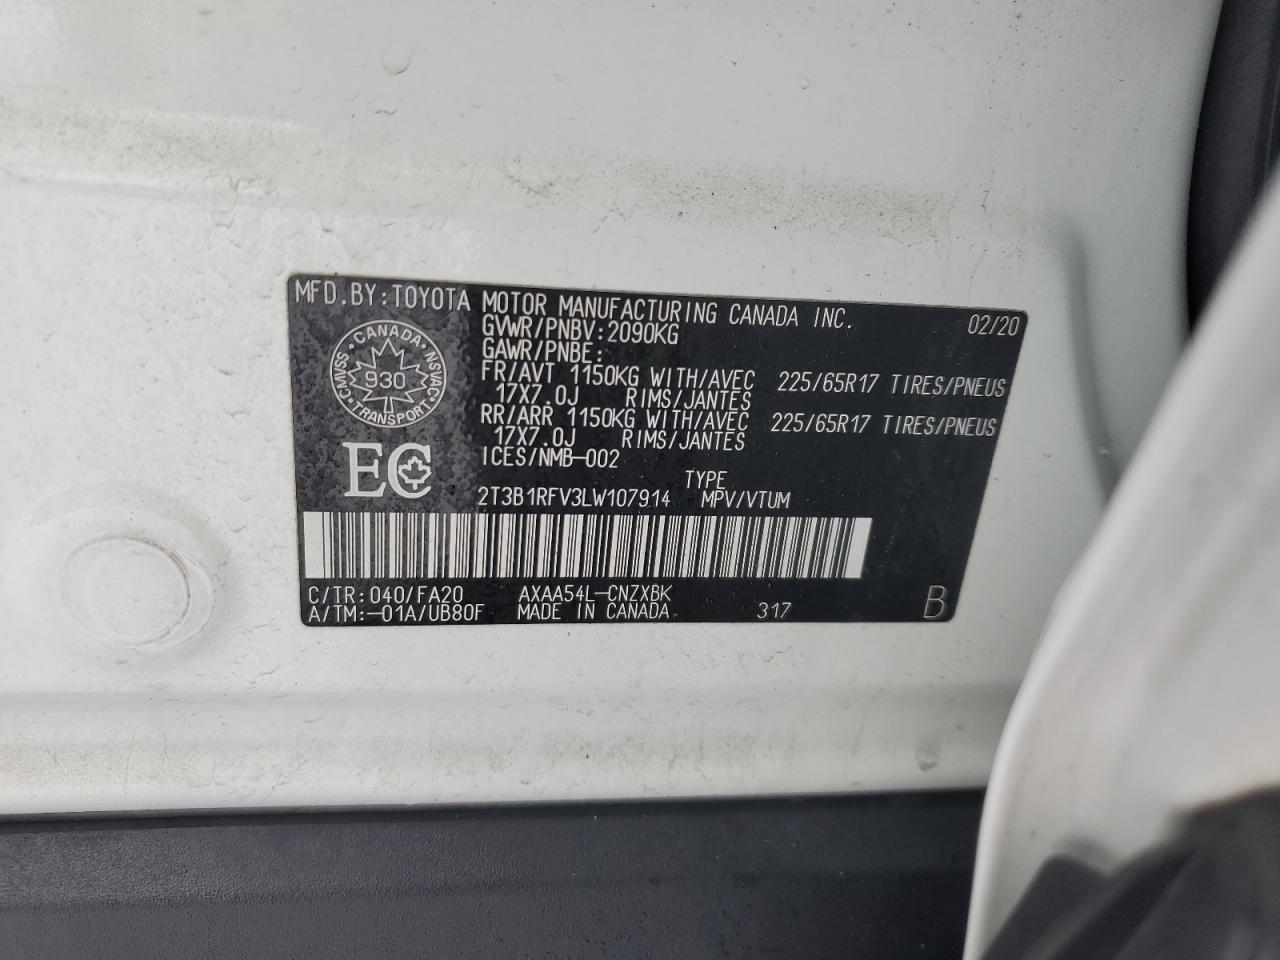 MFD.BY:TOYOTA MOTOR MANUFACTURING CANADA INC. 02/20
GVWR/PNBV:2090KG
GAWR/PNBE:
FR/AVT 1150KG WITH/AVEC 225/65R17 TIRES/PNEUS
17X7.0J RIMS/JANTES
RR/ARR 1150KG WITH/AVEC 225/65R17 TIRES/PNEUS
17X7.0J RIMS/JANTES
ICES/NMB-002
CANADA
CMVSS NSVAC
930
TRANSPORT
EC
TYPE
2T3B1RFV3LW107914 MPV/VTUM
C/TR:040/FA20 AXAA54L-CNZXBK
A/TM:-01A/UB80F MADE IN CANADA 317 B